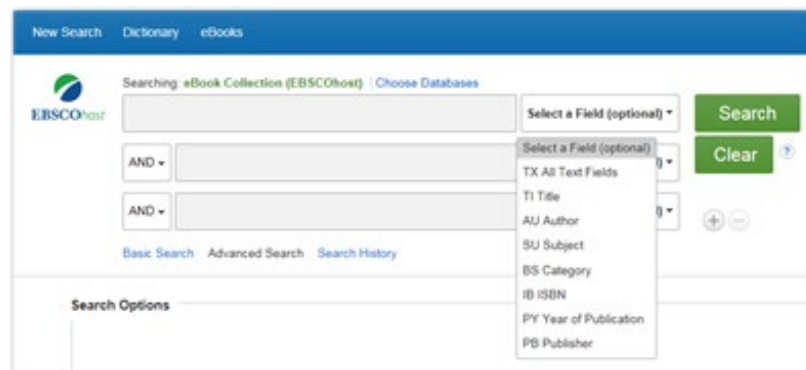 New Search Dictionary eBooks
Searching: eBook Collection (EBSCOhost) Choose Databases
EBSCOhost
Select a Field (optional)
Search
AND
Select a Field (optional)
)
Clear
?
TX All Text Fields
TI Title
AND
AU Author
)
SU Subject
Basic Search Advanced Search Search History
BS Category
IB ISBN
Search Options
PY Year of Publication
PB Publisher